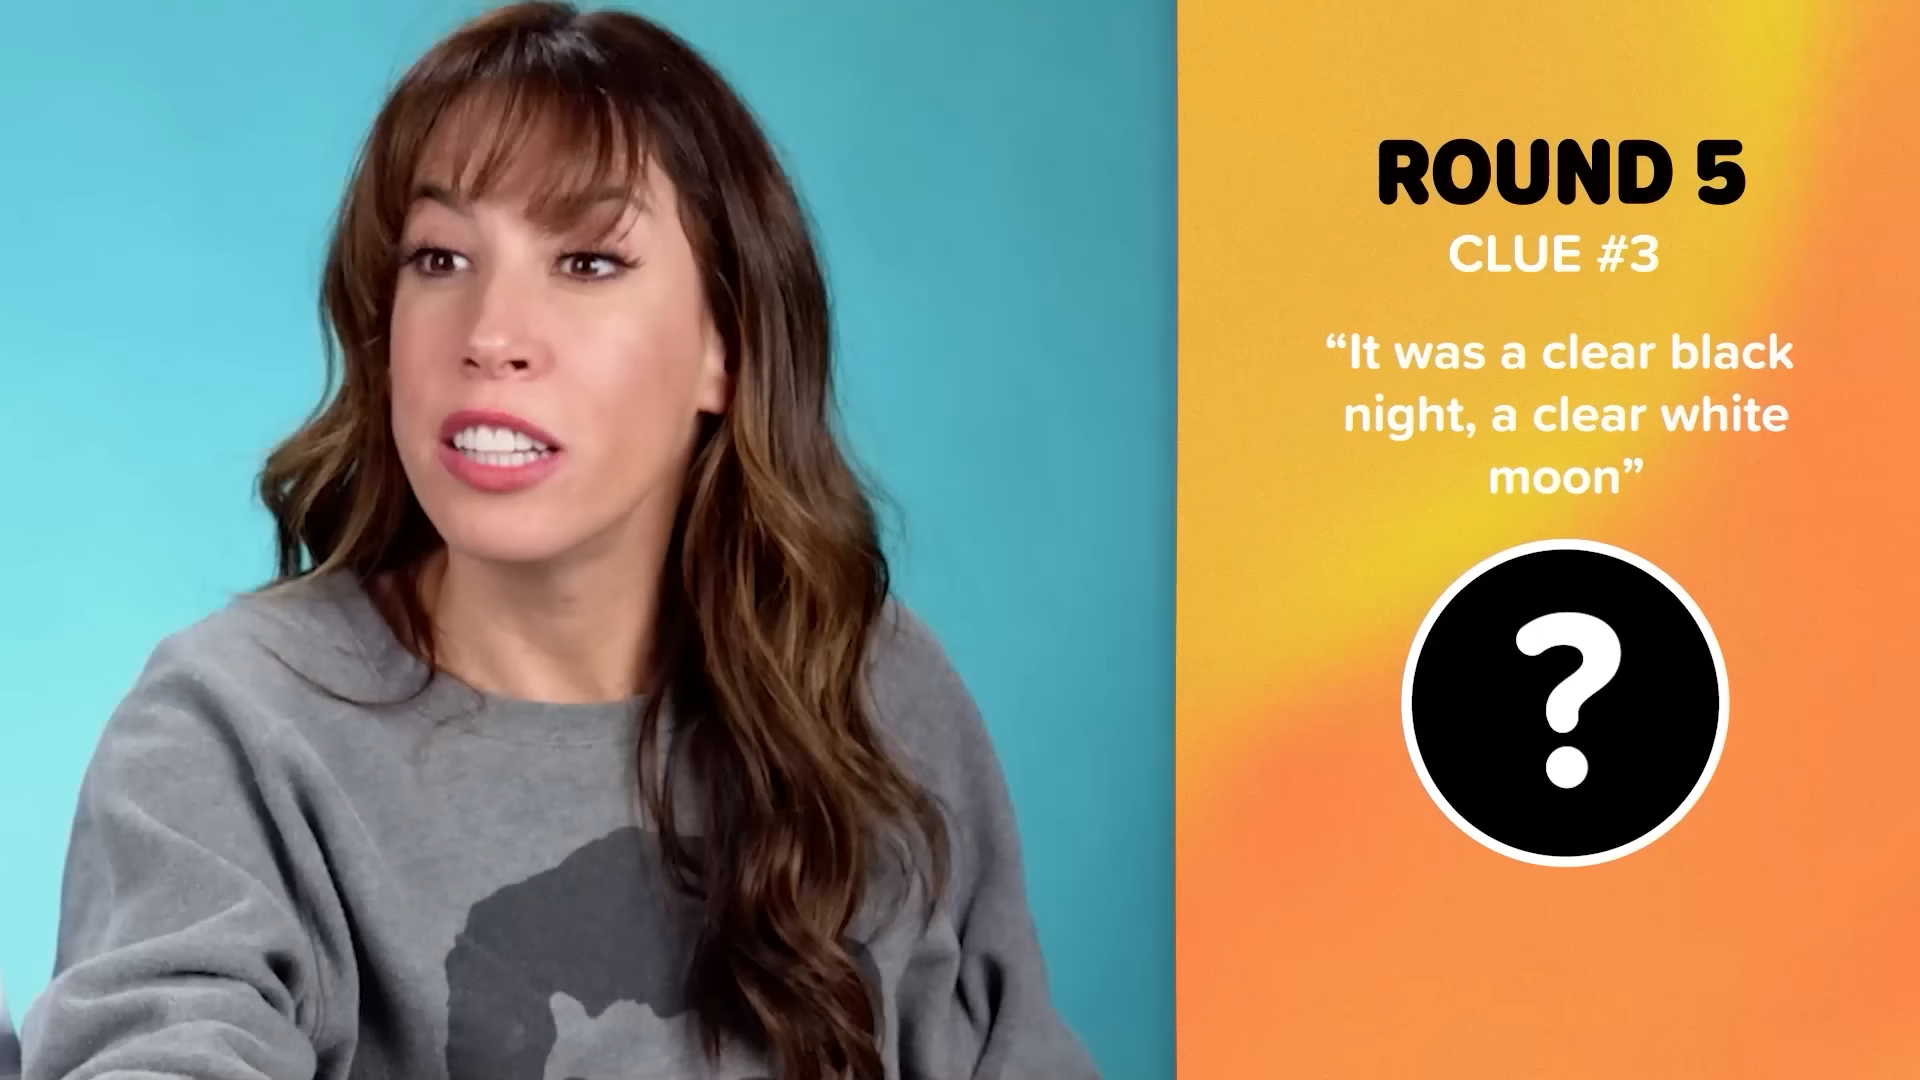 ROUND 5
CLUE #3
“It was a clear black
night, a clear white
moon”
?